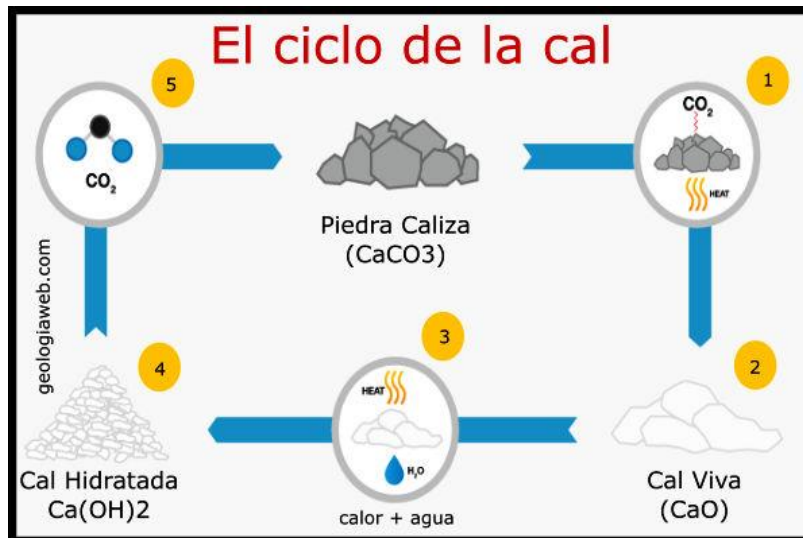 El ciclo de la cal
5
1
CO2
CO2
HEAT
Piedra Caliza
(CaCO3)
geologiaweb.com
3
4
2
HEAT
H2O
Cal Hidratada
Ca(OH)2
calor + agua
Cal Viva
(CaO)